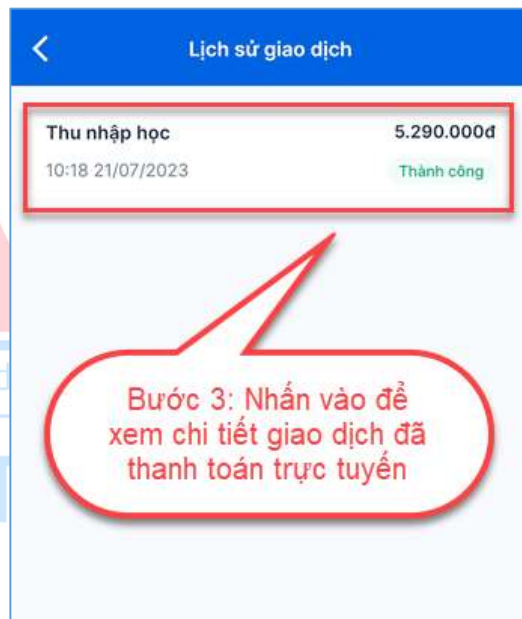 Lịch sử giao dịch
Thu nhập học 5.290.000đ
10:18 21/07/2023 Thành công
Bước 3: Nhấn vào để
xem chi tiết giao dịch đã
thanh toán trực tuyến